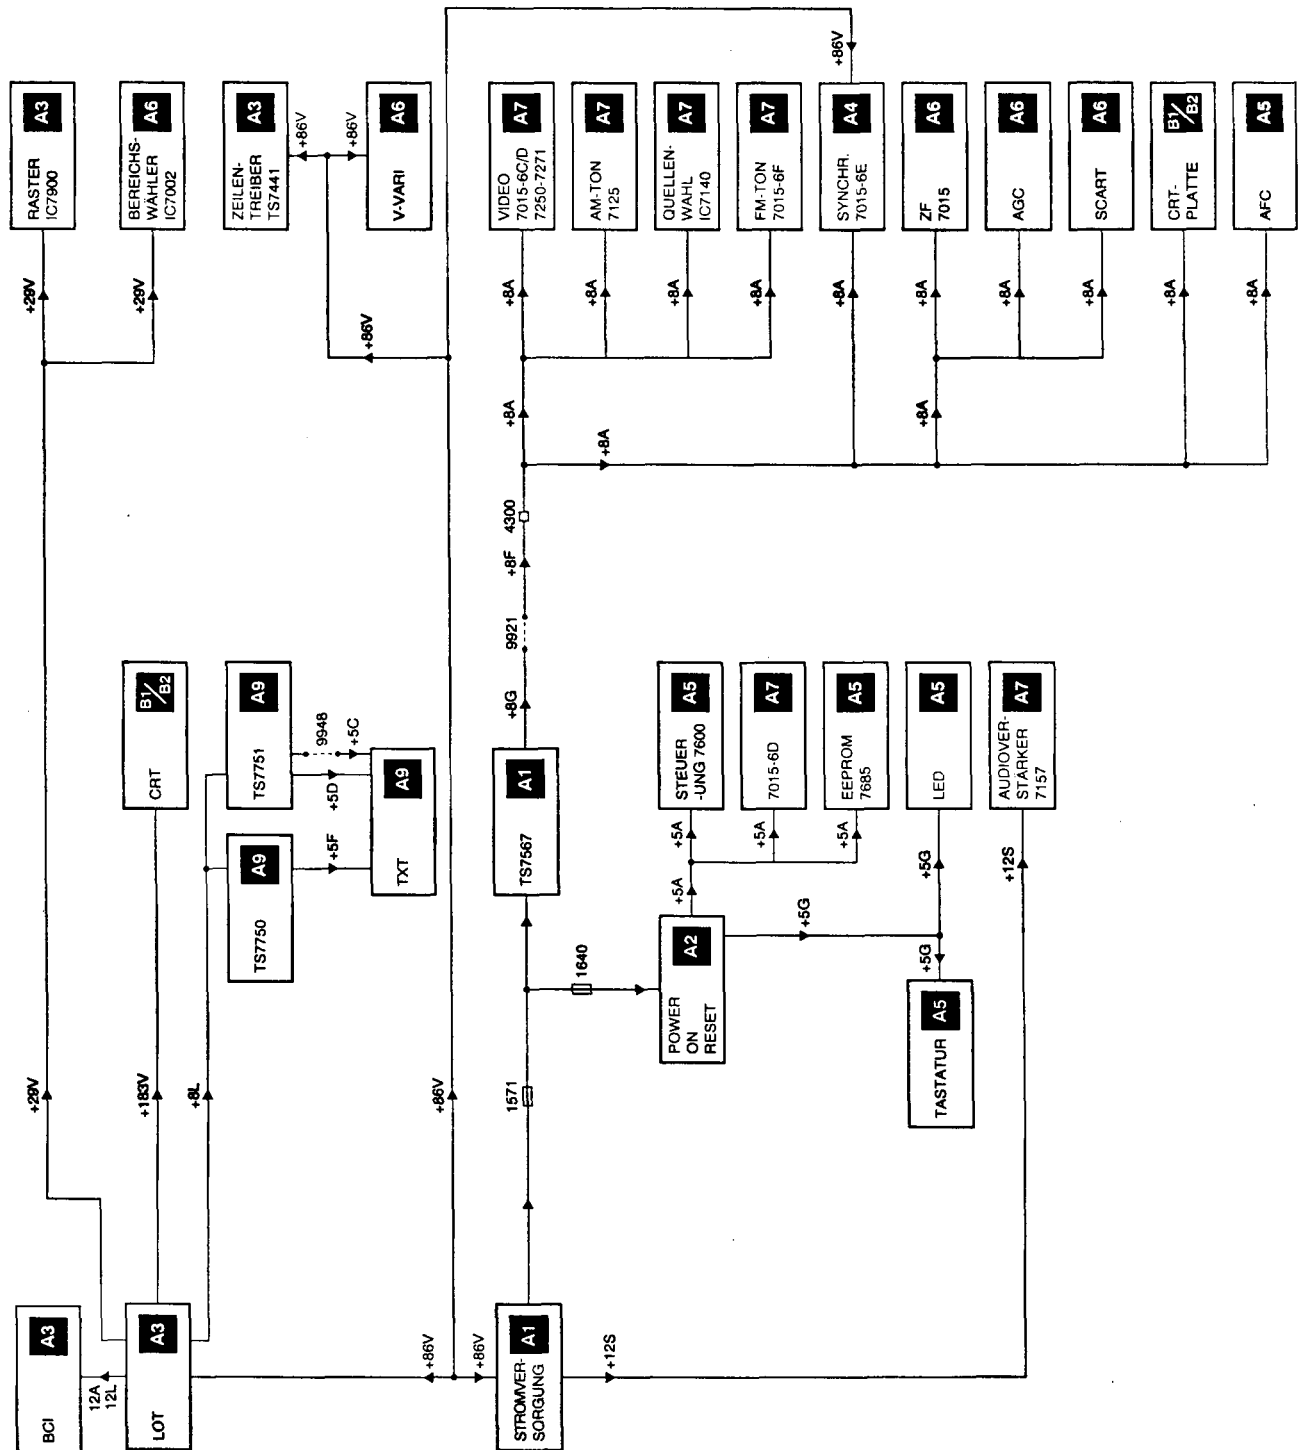 +86V
RASTER
IC7900
A3
BEREICHS-
WÄHLER
IC7002
A6
ZEILEN-
TREIBER
TS7441
A3
+86V
+86V
V-VARI
A6
+29V
+29V
+86V
VIDEO
7015-6C/D
7250-7271
A7
AM-TON
7125
A7
QUELLEN-
WAHL
IC7140
A7
FM-TON
7015-6F
A7
SYNCHR.
7015-6E
A4
ZF
7015
A6
AGC
A6
SCART
A6
CRT-
PLATTE
B1/B2
AFC
A5
+8A
+8A
+8A
+8A
+8A
+8A
+8A
+8A
+8A
+8A
+8A
+8A
+8A
4300
+8F
9921
+8G
CRT
B1/B2
TS7751
A9
9948
+5C
+5D
TS7750
A9
+5F
TXT
A9
TS7567
A1
STEUER
-UNG 7600
A5
7015-6D
A7
EEPROM
7685
A5
LED
A5
AUDIOVER-
STÄRKER
7157
A7
+5A
+5A
+5A
+5A
+5G
+12S
+5G
+5G
POWER
ON
RESET
A2
1640
TASTATUR
A5
1571
+29V
+183V
+8L
+86V
BCI
A3
12A
12L
LOT
A3
+86V
+86V
STROMVER-
SORGUNG
A1
+12S